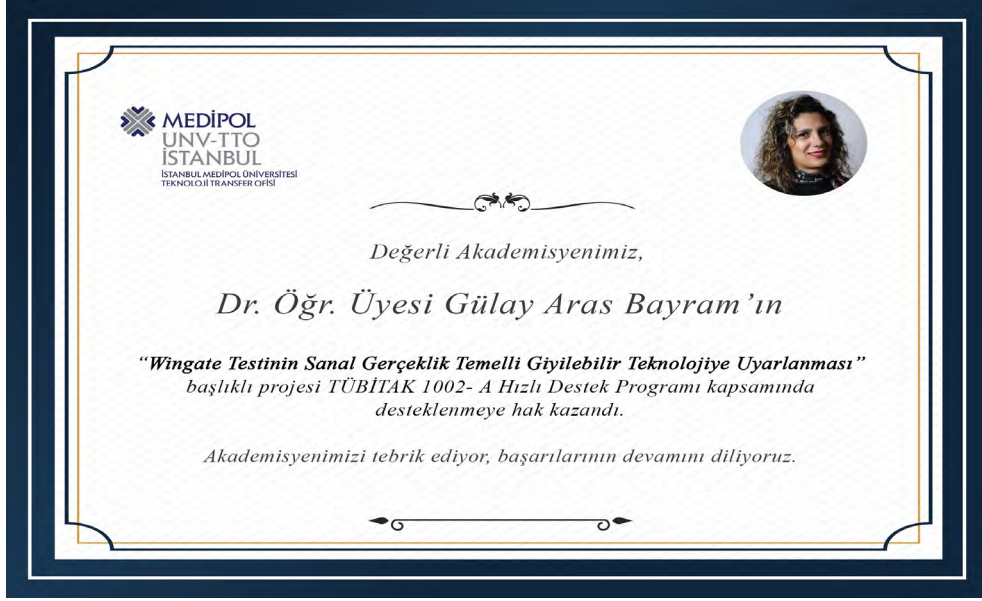 MEDİPOL
UNV-TTO
İSTANBUL
İSTANBUL MEDİPOL ÜNİVERSİTESİ
TEKNOLOJİ TRANSFER OFİSİ
Değerli Akademisyenimiz,
Dr. Öğr. Üyesi Gülay Aras Bayram’ın
“Wingate Testinin Sanal Gerçeklik Temelli Giyilebilir Teknolojiye Uyarlanması”
başlıklı projesi TÜBİTAK 1002- A Hızlı Destek Programı kapsamında
desteklenmeye hak kazandı.
Akademisyenimizi tebrik ediyor, başarılarının devamını diliyoruz.